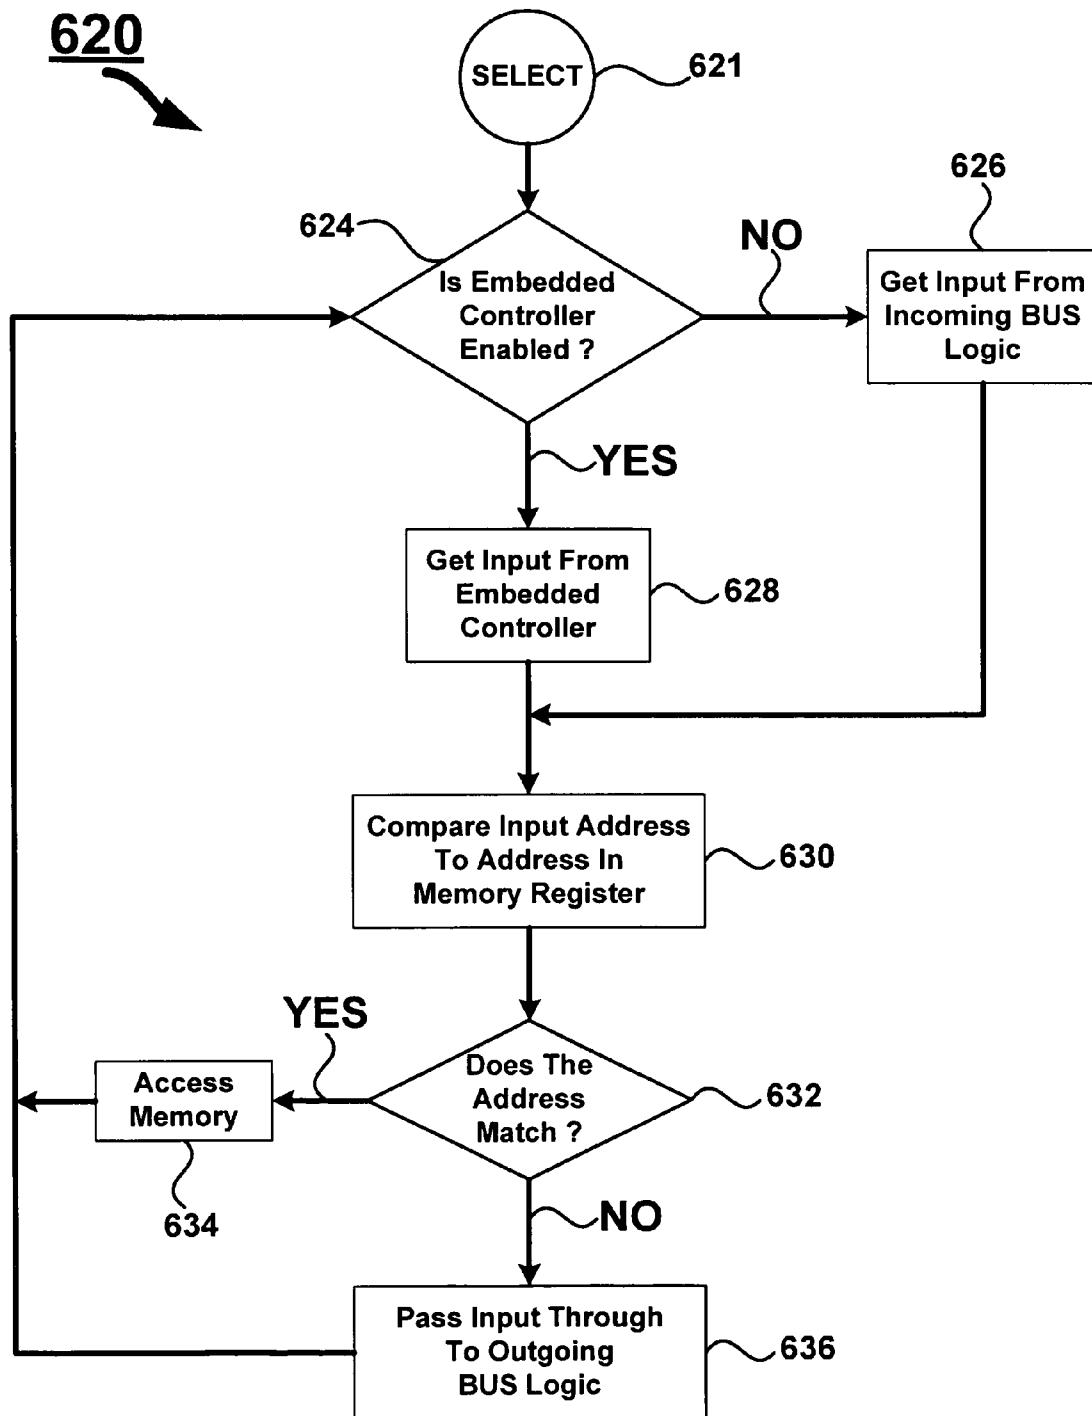 620
SELECT
621
626
624
NO
Is Embedded
Controller
Enabled ?
Get Input From
Incoming BUS
Logic
YES
Get Input From
Embedded
Controller
628
Compare Input Address
To Address In
Memory Register
630
YES
Does The
Address
Match ?
632
Access
Memory
634
NO
Pass Input Through
To Outgoing
BUS Logic
636